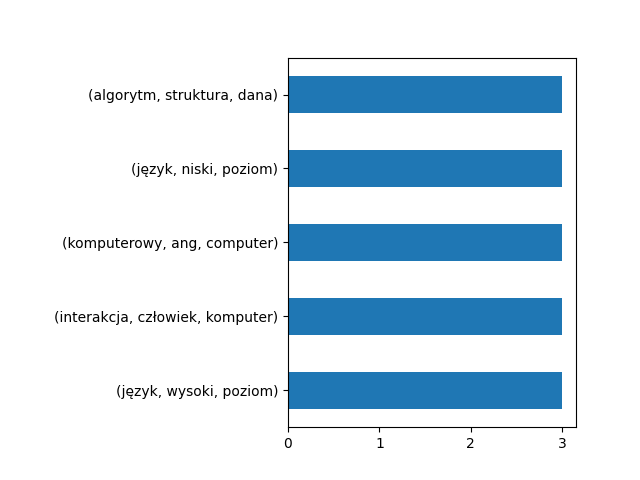 (algorytm, struktura, dana)
(język, niski, poziom)
(komputerowy, ang, computer)
(interakcja, człowiek, komputer)
(język, wysoki, poziom)
0 1 2 3